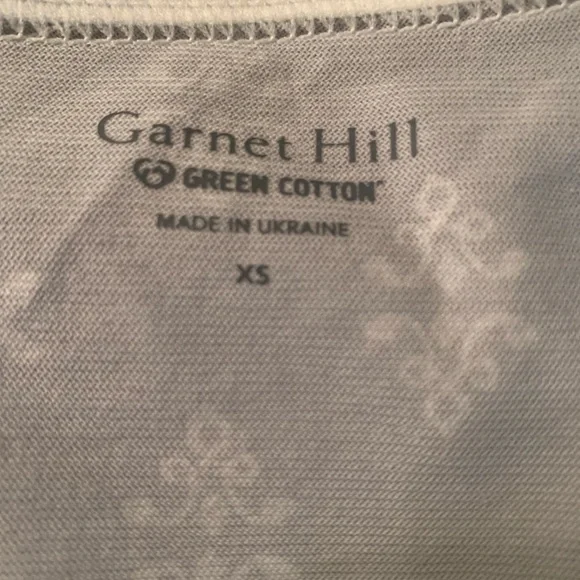 Garnet Hill
GREEN COTTON
MADE IN UKRAINE
XS